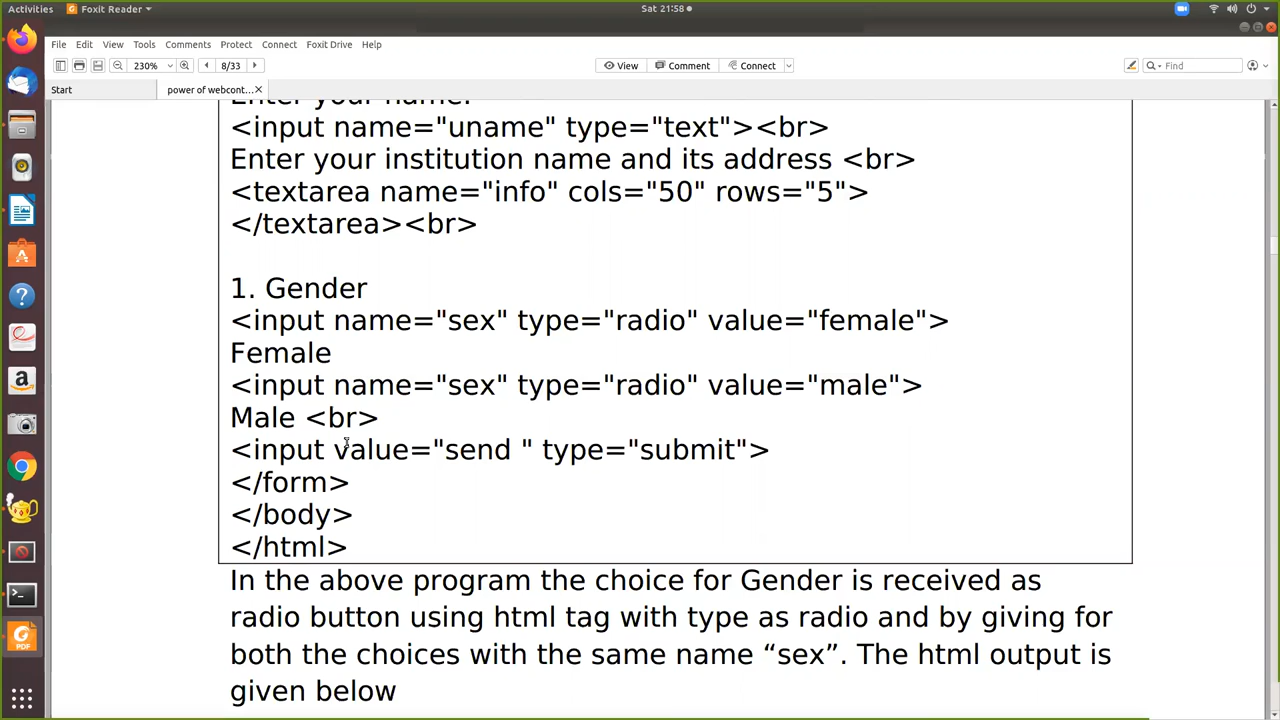 Activities Foxit Reader Sat 21:58
File Edit View Tools Comments Protect Connect Foxit Drive Help
230% 8/33 View Comment Connect Find
Start power of webcont...
<input name="uname" type="text"><br>
Enter your institution name and its address <br>
<textarea name="info" cols="50" rows="5">
</textarea><br>
1. Gender
<input name="sex" type="radio" value="female">
Female
<input name="sex" type="radio" value="male">
Male <br>
<input value="send " type="submit">
</form>
</body>
</html>
In the above program the choice for Gender is received as
radio button using html tag with type as radio and by giving for
both the choices with the same name “sex”. The html output is
given below